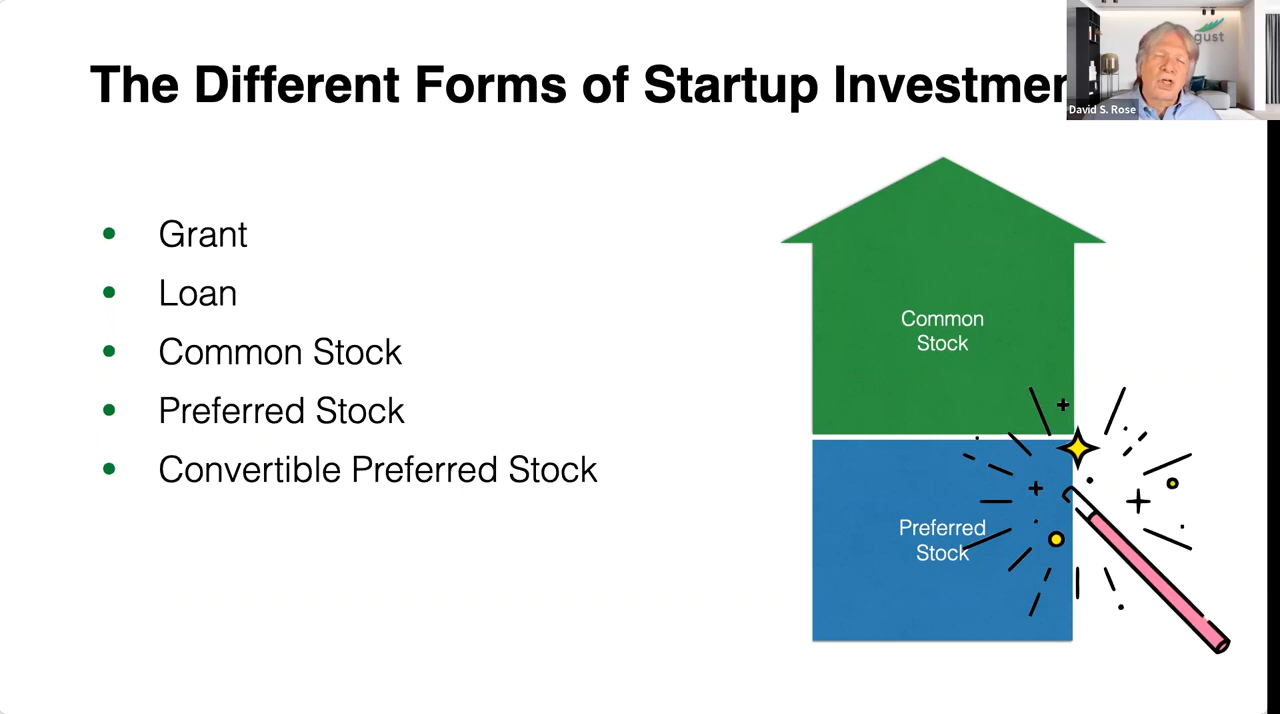 The Different Forms of Startup Investmen
gust
David S. Rose
Grant
Loan
Common Stock
Preferred Stock
Convertible Preferred Stock
Common
Stock
Preferred
Stock